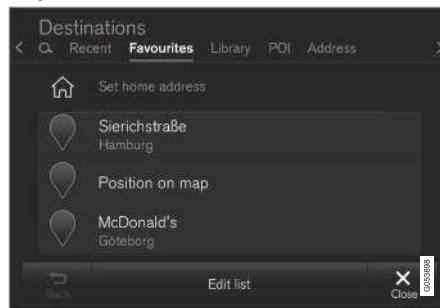 Destinations
Recent Favourites Library POI Address
Set home address
Sierichstraße
Hamburg
Position on map
McDonald's
Göteborg
Back Edit list Close
G053898